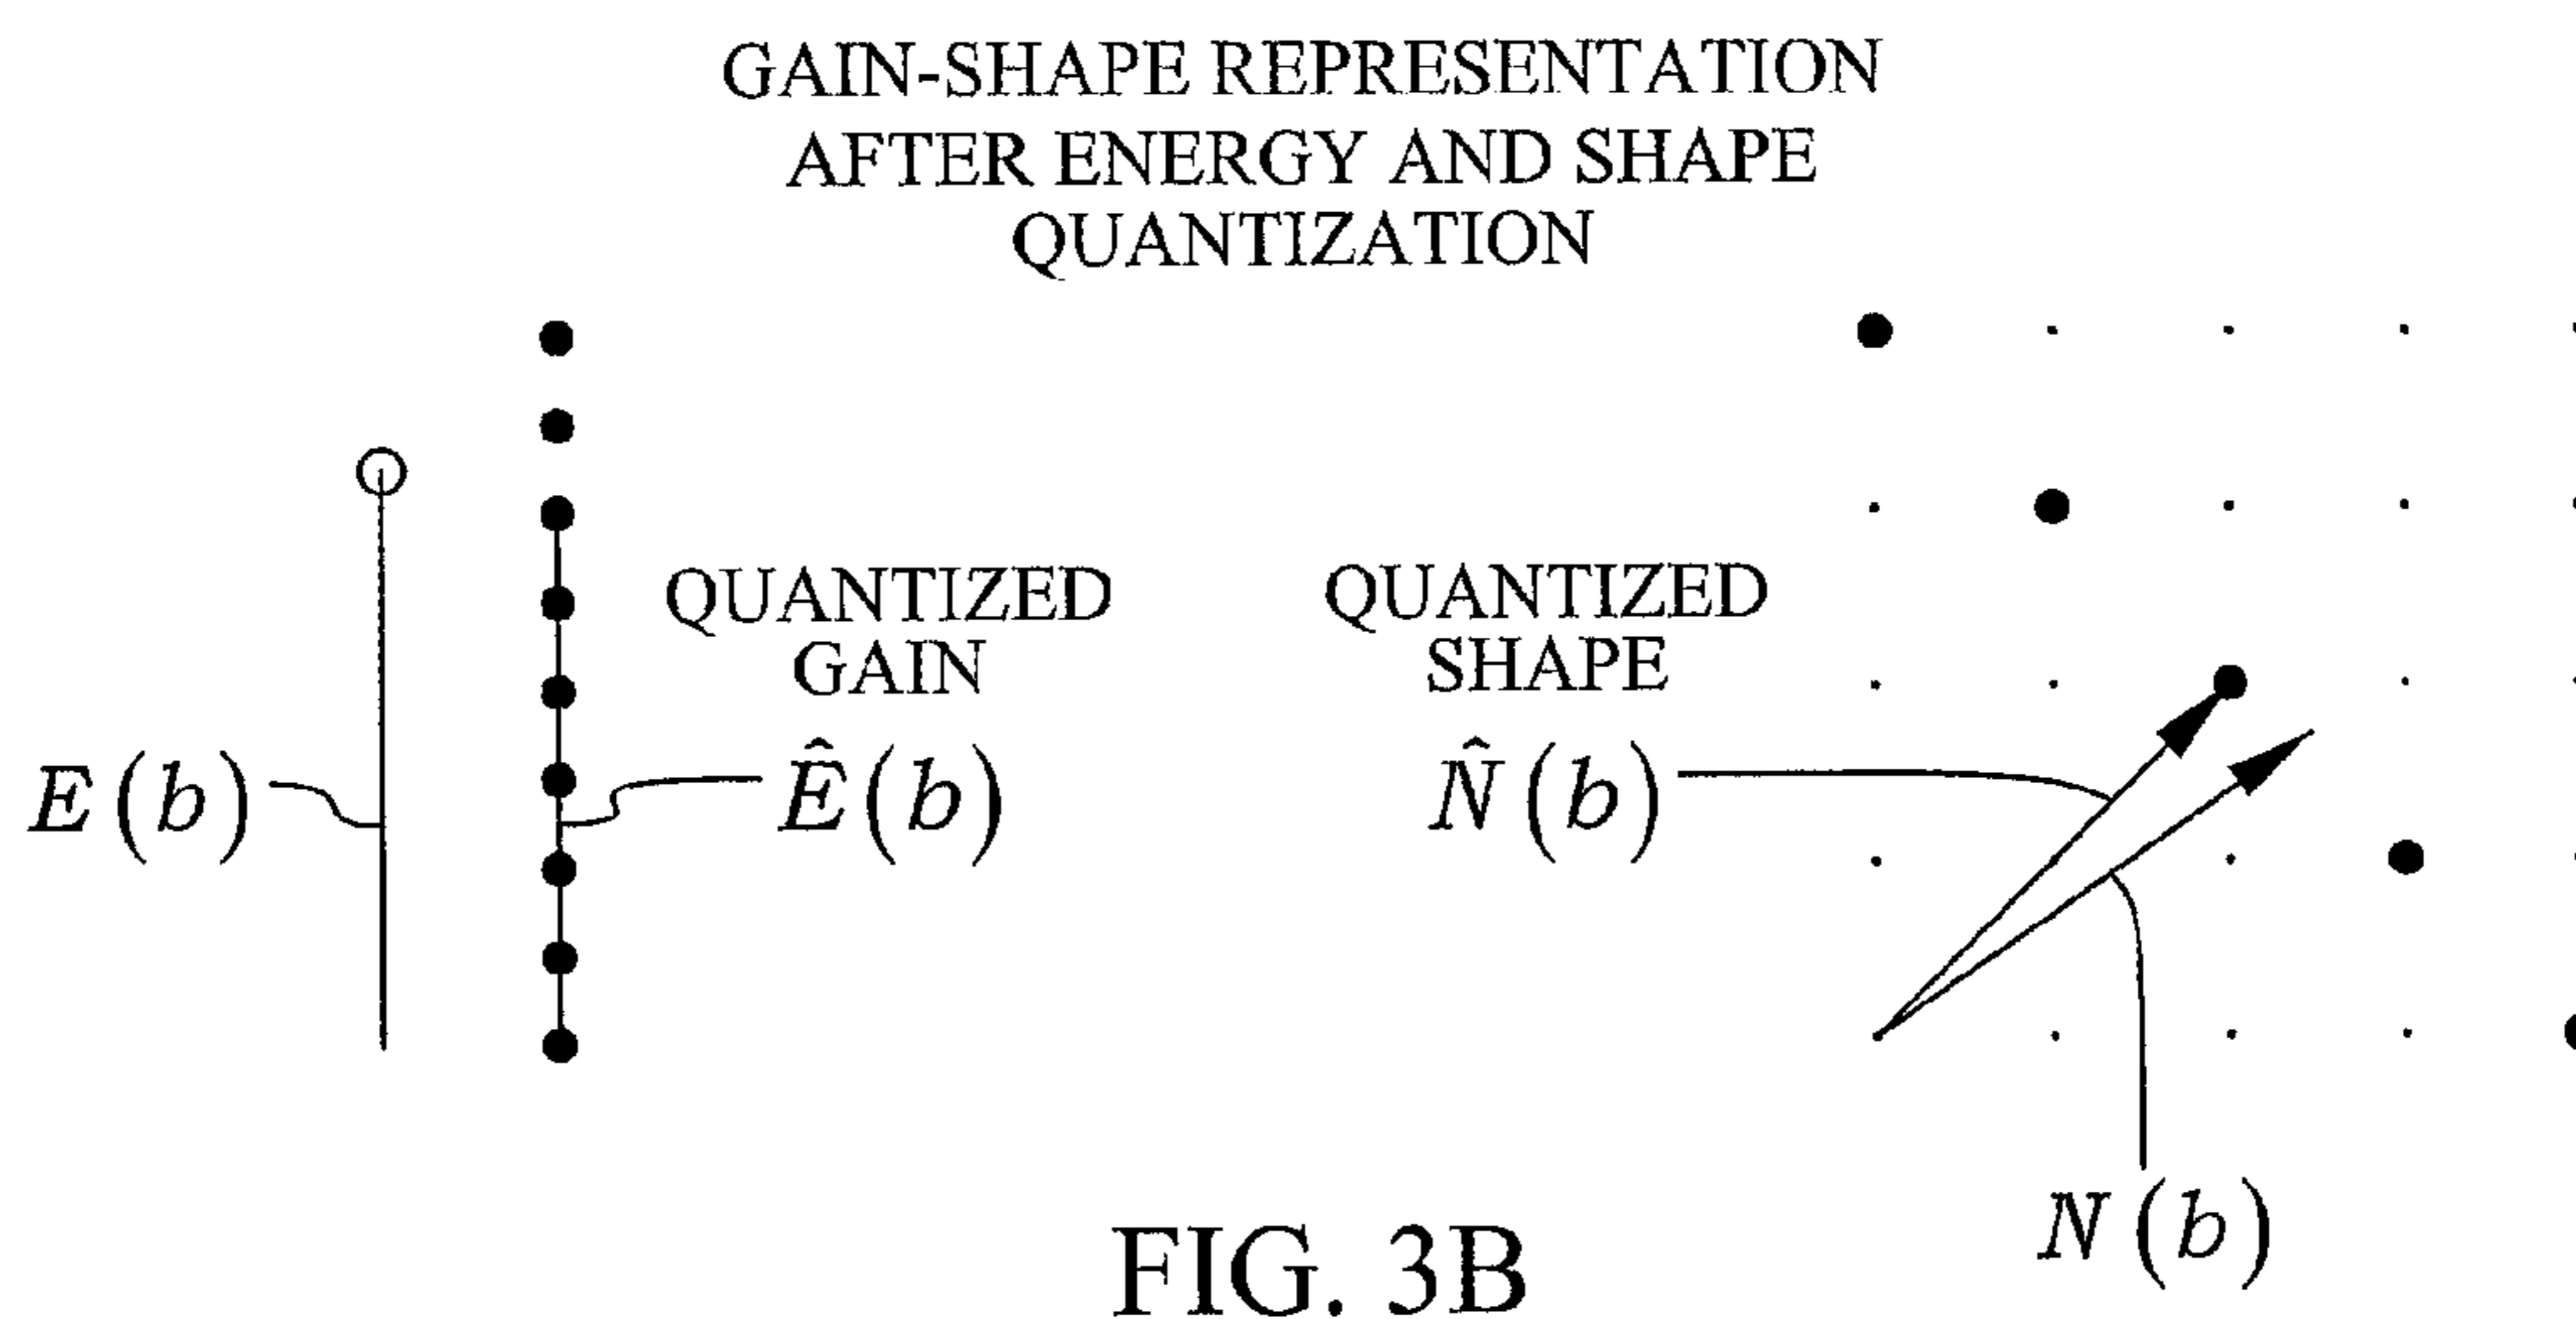 GAIN-SHAPE REPRESENTATION
AFTER ENERGY AND SHAPE
QUANTIZATION
QUANTIZED
GAIN
QUANTIZED
SHAPE
E(b)
Ê(b)
N̂(b)
N(b)
FIG. 3B